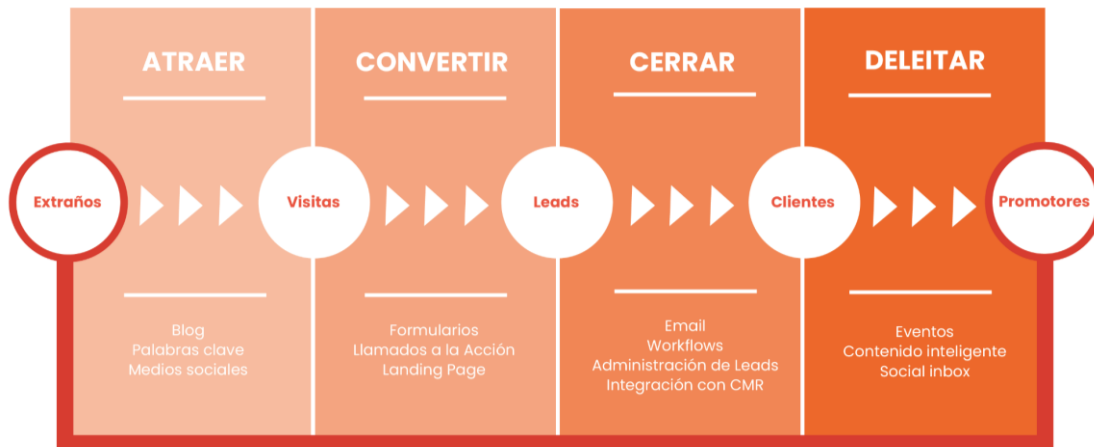 ATRAER
CONVERTIR
CERRAR
DELEITAR
Extraños
Visitas
Leads
Clientes
Promotores
Blog
Palabras clave
Medios sociales
Formularios
Llamados a la Acción
Landing Page
Email
Workflows
Administración de Leads
Integración con CMR
Eventos
Contenido inteligente
Social inbox